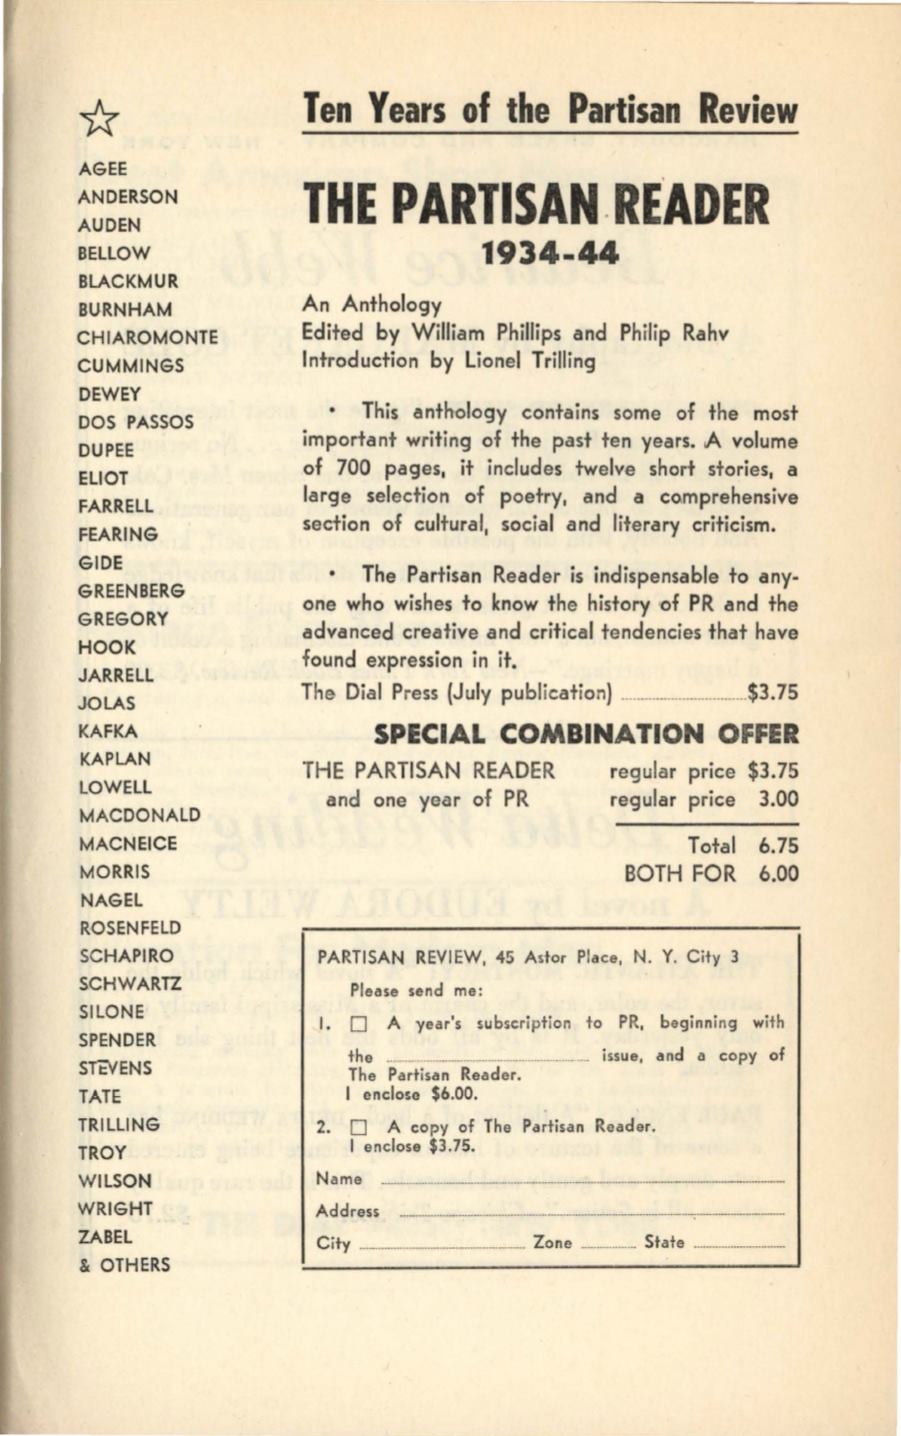 Ten Years of the Partisan Review
AGEE
ANDERSON
AUDEN
BELLOW
BLACKMUR
BURNHAM
CHIAROMONTE
CUMMINGS
DEWEY
DOS PASSOS
DUPEE
ELIOT
FARRELL
FEARING
GIDE
GREENBERG
GREGORY
HOOK
JARRELL
JOLAS
KAFKA
KAPLAN
LOWELL
MACDONALD
MACNEICE
MORRIS
NAGEL
ROSENFELD
SCHAPIRO
SCHWARTZ
SILONE
SPENDER
STEVENS
TATE
TRILLING
TROY
WILSON
WRIGHT
ZABEL
& OTHERS
THE PARTISAN READER
1934-44
An Anthology
Edited by William Phillips and Philip Rahv
Introduction by Lionel Trilling
• This anthology contains some of the most
important writing of the past ten years. A volume
of 700 pages, it includes twelve short stories, a
large selection of poetry, and a comprehensive
section of cultural, social and literary criticism.
• The Partisan Reader is indispensable to any-
one who wishes to know the history of PR and the
advanced creative and critical tendencies that have
found expression in it.
The Dial Press (July publication) ........................ $3.75
SPECIAL COMBINATION OFFER
THE PARTISAN READER regular price $3.75
and one year of PR regular price 3.00
Total 6.75
BOTH FOR 6.00
PARTISAN REVIEW, 45 Astor Place, N. Y. City 3
Please send me:
1. □ A year's subscription to PR, beginning with
the ........................ issue, and a copy of
The Partisan Reader.
I enclose $6.00.
2. □ A copy of The Partisan Reader.
I enclose $3.75.
Name ........................
Address ........................
City ........................ Zone ............ State ............